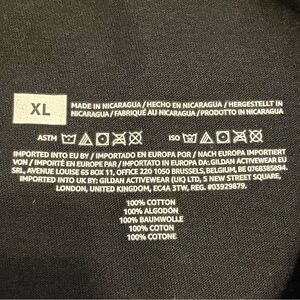 XL
MADE IN NICARAGUA / HECHO EN NICARAGUA / HERGESTELLT IN
NICARAGUA / FABRIQUÉ AU NICARAGUA / PRODOTTO IN NICARAGUA
ASTM ISO
IMPORTED INTO EU BY / IMPORTADO EN EUROPA POR / NACH EUROPA IMPORTIERT
VON / IMPORTÉ EN EUROPE PAR / IMPORTATO IN EUROPA DA: GILDAN ACTIVEWEAR EU
SRL, AVENUE LOUISE 65 BOX 11, OFFICE 220 1050 BRUSSELS, BELGIUM, BE 0768385894.
IMPORTED INTO UK BY: GILDAN ACTIVEWEAR (UK) LTD, 5 NEW STREET SQUARE,
LONDON, UNITED KINGDOM, EC4A 3TW, REG. #03929879.
100% COTTON
100% ALGODÓN
100% BAUMWOLLE
100% COTON
100% COTONE